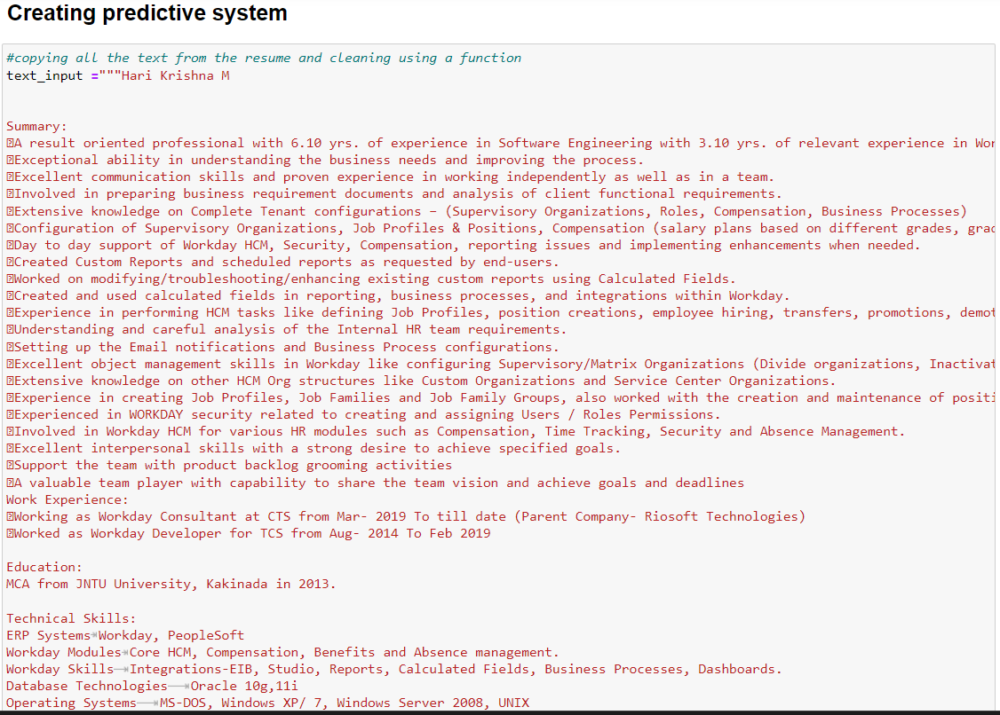 Creating predictive system
#copying all the text from the resume and cleaning using a function
text_input ="""Hari Krishna M
Summary:
A result oriented professional with 6.10 yrs. of experience in Software Engineering with 3.10 yrs. of relevant experience in Wor
Exceptional ability in understanding the business needs and improving the process.
Excellent communication skills and proven experience in working independently as well as in a team.
Involved in preparing business requirement documents and analysis of client functional requirements.
Extensive knowledge on Complete Tenant configurations – (Supervisory Organizations, Roles, Compensation, Business Processes)
Configuration of Supervisory Organizations, Job Profiles & Positions, Compensation (salary plans based on different grades, grad
Day to day support of Workday HCM, Security, Compensation, reporting issues and implementing enhancements when needed.
Created Custom Reports and scheduled reports as requested by end-users.
Worked on modifying/troubleshooting/enhancing existing custom reports using Calculated Fields.
Created and used calculated fields in reporting, business processes, and integrations within Workday.
Experience in performing HCM tasks like defining Job Profiles, position creations, employee hiring, transfers, promotions, demot
Understanding and careful analysis of the Internal HR team requirements.
Setting up the Email notifications and Business Process configurations.
Excellent object management skills in Workday like configuring Supervisory/Matrix Organizations (Divide organizations, Inactivat
Extensive knowledge on other HCM Org structures like Custom Organizations and Service Center Organizations.
Experience in creating Job Profiles, Job Families and Job Family Groups, also worked with the creation and maintenance of positi
Experienced in WORKDAY security related to creating and assigning Users / Roles Permissions.
Involved in Workday HCM for various HR modules such as Compensation, Time Tracking, Security and Absence Management.
Excellent interpersonal skills with a strong desire to achieve specified goals.
Support the team with product backlog grooming activities
A valuable team player with capability to share the team vision and achieve goals and deadlines
Work Experience:
Working as Workday Consultant at CTS from Mar- 2019 To till date (Parent Company- Riosoft Technologies)
Worked as Workday Developer for TCS from Aug- 2014 To Feb 2019
Education:
MCA from JNTU University, Kakinada in 2013.
Technical Skills:
ERP Systems Workday, PeopleSoft
Workday Modules Core HCM, Compensation, Benefits and Absence management.
Workday Skills Integrations-EIB, Studio, Reports, Calculated Fields, Business Processes, Dashboards.
Database Technologies Oracle 10g,11i
Operating Systems MS-DOS, Windows XP/ 7, Windows Server 2008, UNIX